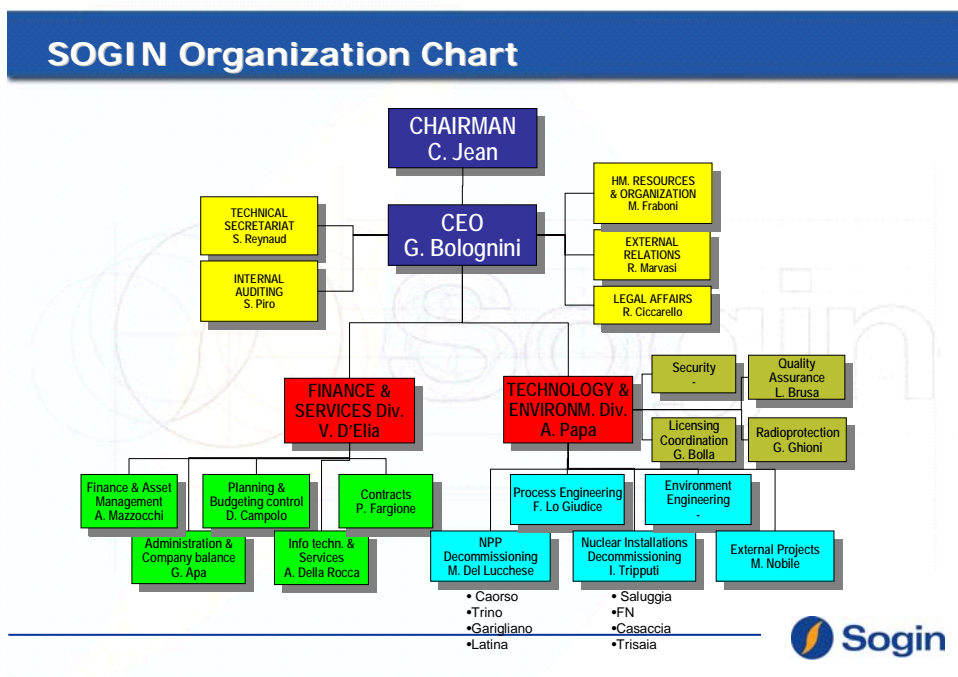 SOGIN Organization Chart
CHAIRMAN
C. Jean
CEO
G. Bolognini
TECHNICAL
SECRETARIAT
S. Reynaud
INTERNAL
AUDITING
S. Piro
HM. RESOURCES
& ORGANIZATION
M. Fraboni
EXTERNAL
RELATIONS
R. Marvasi
LEGAL AFFAIRS
R. Ciccarello
FINANCE &
SERVICES Div.
V. D'Elia
TECHNOLOGY &
ENVIRONM. Div.
A. Papa
Security
-
Quality
Assurance
L. Brusa
Licensing
Coordination
G. Bolla
Radioprotection
G. Ghioni
Finance & Asset
Management
A. Mazzocchi
Planning &
Budgeting control
D. Campolo
Contracts
P. Fargione
Administration &
Company balance
G. Apa
Info techn. &
Services
A. Della Rocca
Process Engineering
F. Lo Giudice
Environment
Engineering
-
NPP
Decommissioning
M. Del Lucchese
Nuclear Installations
Decommissioning
I. Tripputi
External Projects
M. Nobile
• Caorso
•Trino
•Garigliano
•Latina
• Saluggia
•FN
•Casaccia
•Trisaia
Sogin
Sogin